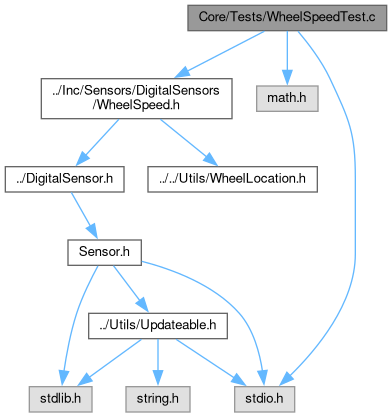 Core/Tests/WheelSpeedTest.c
../Inc/Sensors/DigitalSensors
/WheelSpeed.h
math.h
../DigitalSensor.h
../../Utils/WheelLocation.h
Sensor.h
../Utils/Updateable.h
stdlib.h
string.h
stdio.h